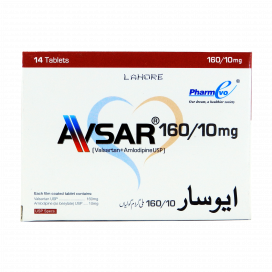 14 Tablets 160/10mg
LAHORE
PharmEvo
Our dream, a healthier society
AVSAR® 160/10mg
[Valsartan+Amlodipine USP]
Each film coated tablet contains:
Valsartan USP 160mg
Amlodipine (as besylate) USP 10mg
USP Specs.
ایوسار
160/10 ملی گرام گولیاں